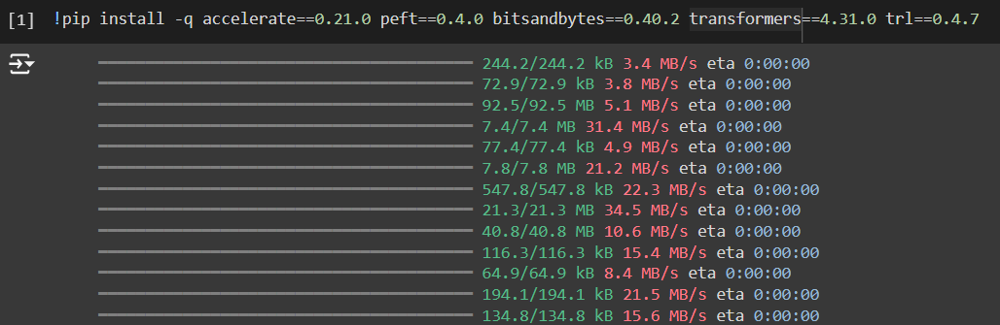 [1] !pip install -q accelerate==0.21.0 peft==0.4.0 bitsandbytes==0.40.2 transformers==4.31.0 trl==0.4.7
244.2/244.2 kB 3.4 MB/s eta 0:00:00
72.9/72.9 kB 3.8 MB/s eta 0:00:00
92.5/92.5 MB 5.1 MB/s eta 0:00:00
7.4/7.4 MB 31.4 MB/s eta 0:00:00
77.4/77.4 kB 4.9 MB/s eta 0:00:00
7.8/7.8 MB 21.2 MB/s eta 0:00:00
547.8/547.8 kB 22.3 MB/s eta 0:00:00
21.3/21.3 MB 34.5 MB/s eta 0:00:00
40.8/40.8 MB 10.6 MB/s eta 0:00:00
116.3/116.3 kB 15.4 MB/s eta 0:00:00
64.9/64.9 kB 8.4 MB/s eta 0:00:00
194.1/194.1 kB 21.5 MB/s eta 0:00:00
134.8/134.8 kB 15.6 MB/s eta 0:00:00